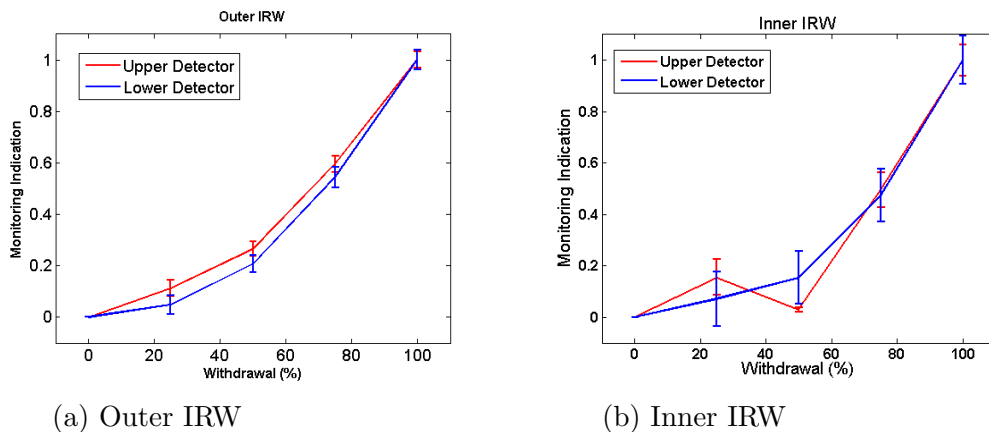 Outer IRW
Upper Detector
Lower Detector
Monitoring Indication
1
0.8
0.6
0.4
0.2
0
0 20 40 60 80 100
Withdrawal (%)
(a) Outer IRW
Inner IRW
Upper Detector
Lower Detector
Monitoring Indication
1
0.8
0.6
0.4
0.2
0
0 20 40 60 80 100
Withdrawal (%)
(b) Inner IRW